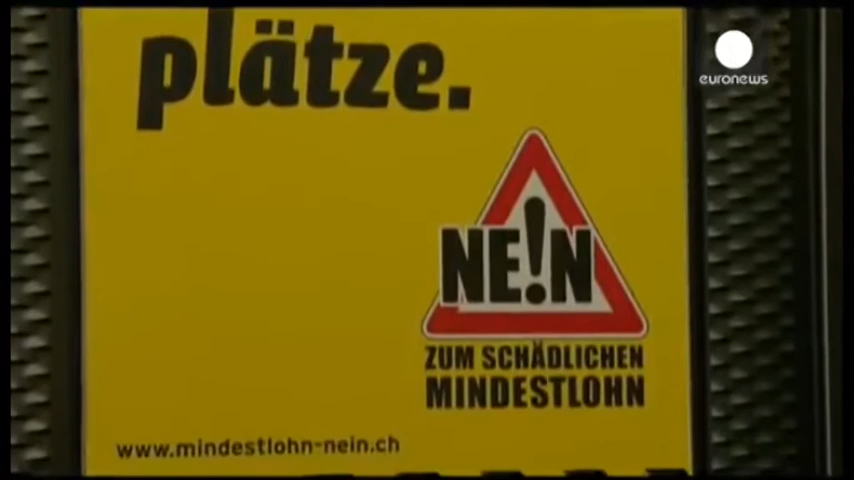 plätze.
euronews
NE!N
ZUM SCHÄDLICHEN
MINDESTLOHN
www.mindestlohn-nein.ch